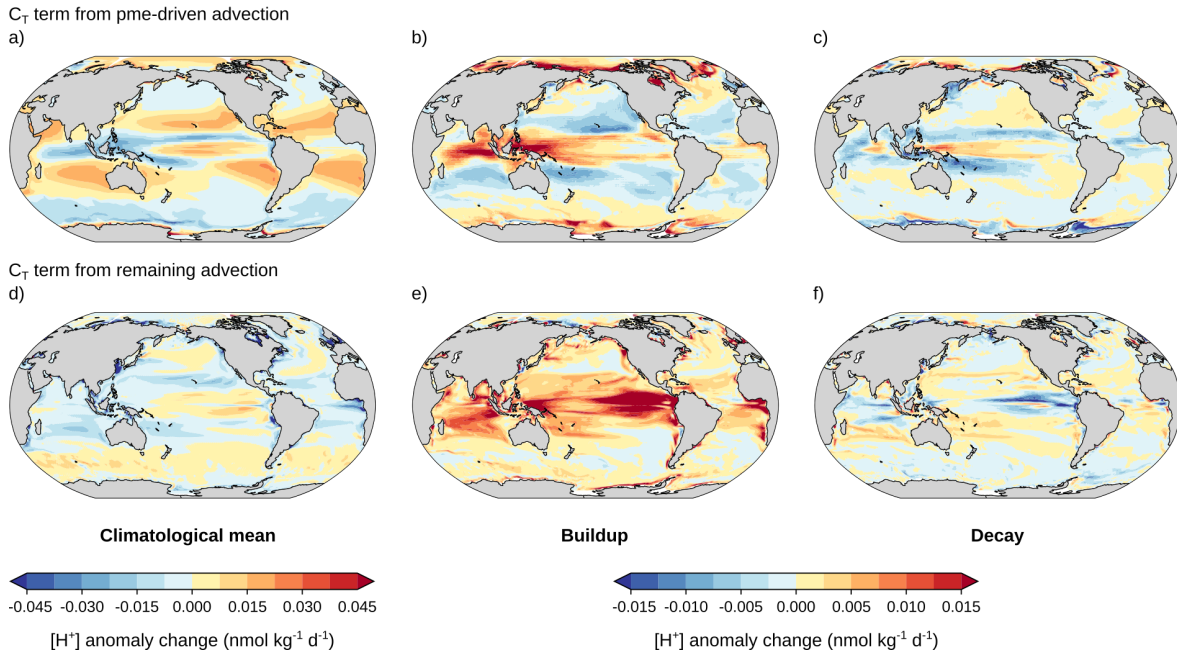 C_T term from pme-driven advection
a) b) c)
C_T term from remaining advection
d) e) f)
Climatological mean Buildup Decay
-0.045 -0.030 -0.015 0.000 0.015 0.030 0.045 -0.015 -0.010 -0.005 0.000 0.005 0.010 0.015
[H⁺] anomaly change (nmol kg⁻¹ d⁻¹) [H⁺] anomaly change (nmol kg⁻¹ d⁻¹)